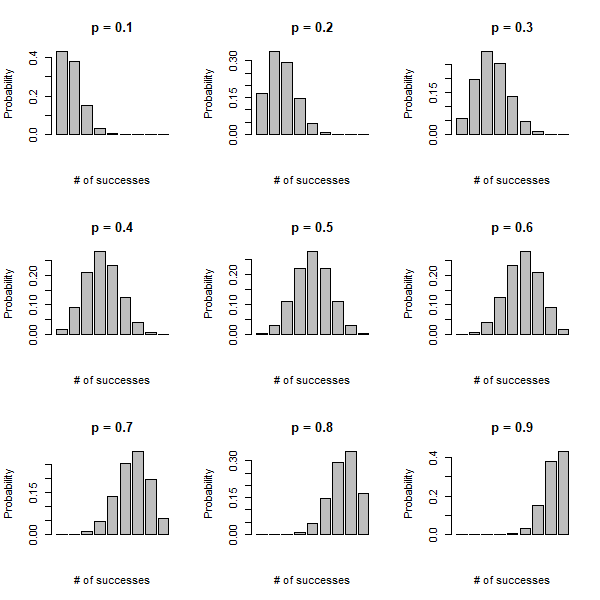 p = 0.1
p = 0.2
p = 0.3
Probability
0.0
0.2
0.4
# of successes
Probability
0.00
0.15
0.30
# of successes
Probability
0.00
0.15
# of successes
p = 0.4
p = 0.5
p = 0.6
Probability
0.00
0.10
0.20
# of successes
Probability
0.00
0.10
0.20
# of successes
Probability
0.00
0.10
0.20
# of successes
p = 0.7
p = 0.8
p = 0.9
Probability
0.00
0.15
# of successes
Probability
0.00
0.15
0.30
# of successes
Probability
0.0
0.2
0.4
# of successes